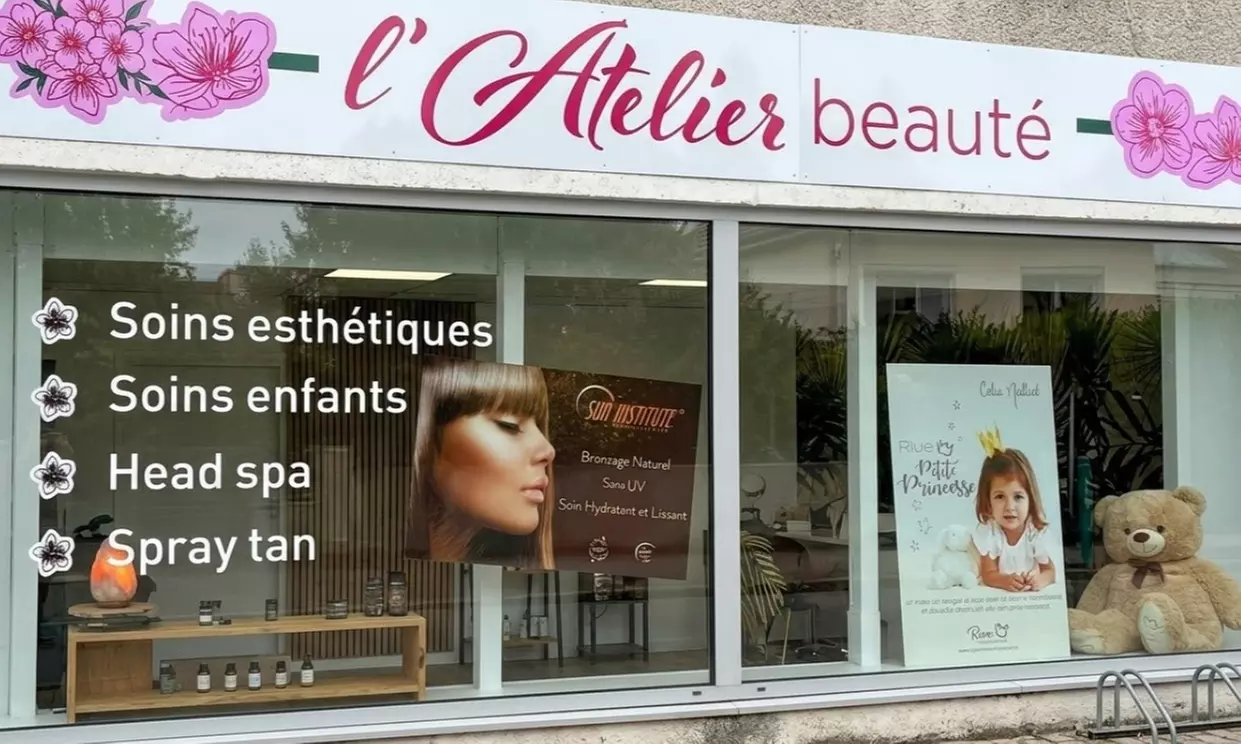 l'Atelier beauté
Soins esthétiques
Soins enfants
Head spa
Spray tan
SUN INSTITUTE
Bronzage Naturel
Sans UV
Soin Hydratant et Lissant
Petite
Princesse